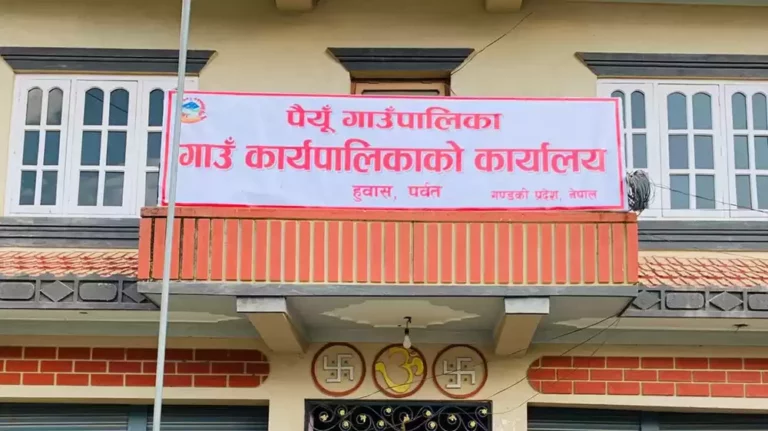 पैयूँ गाउँपालिका
गाउँ कार्यपालिकाको कार्यालय
हुवास, पर्वत गण्डकी प्रदेश, नेपाल
ॐ